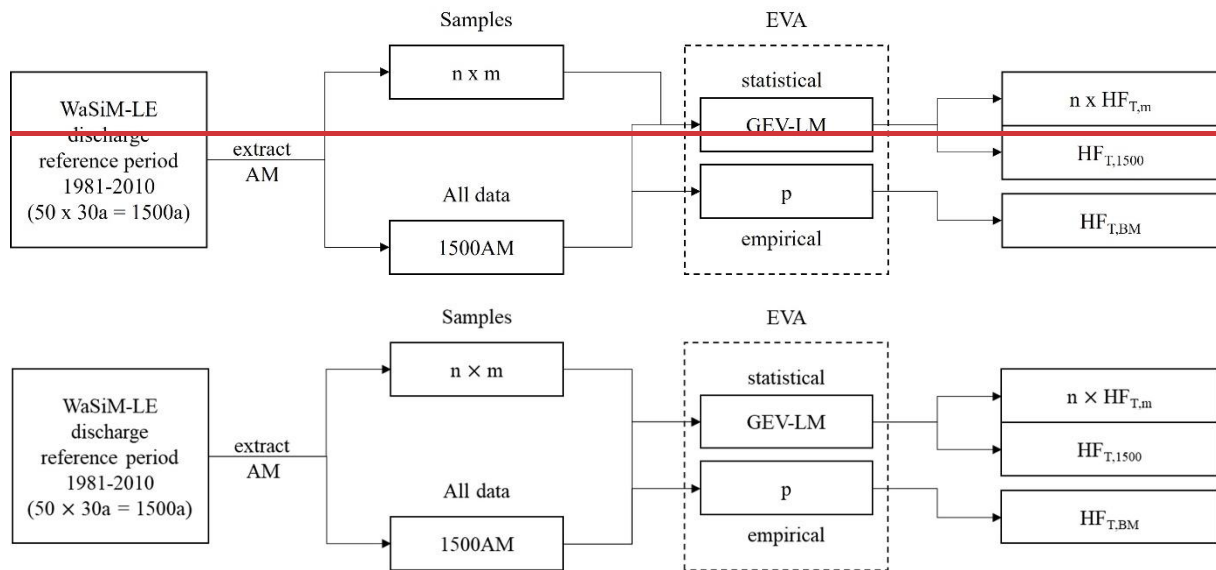 Samples
EVA
WaSiM-LE
discharge
reference period
1981-2010
(50 x 30a = 1500a)
extract
AM
n x m
All data
1500AM
statistical
GEV-LM
p
empirical
n x HF_T,m
HF_T,1500
HF_T,BM
Samples
EVA
WaSiM-LE
discharge
reference period
1981-2010
(50 × 30a = 1500a)
extract
AM
n × m
All data
1500AM
statistical
GEV-LM
p
empirical
n × HF_T,m
HF_T,1500
HF_T,BM